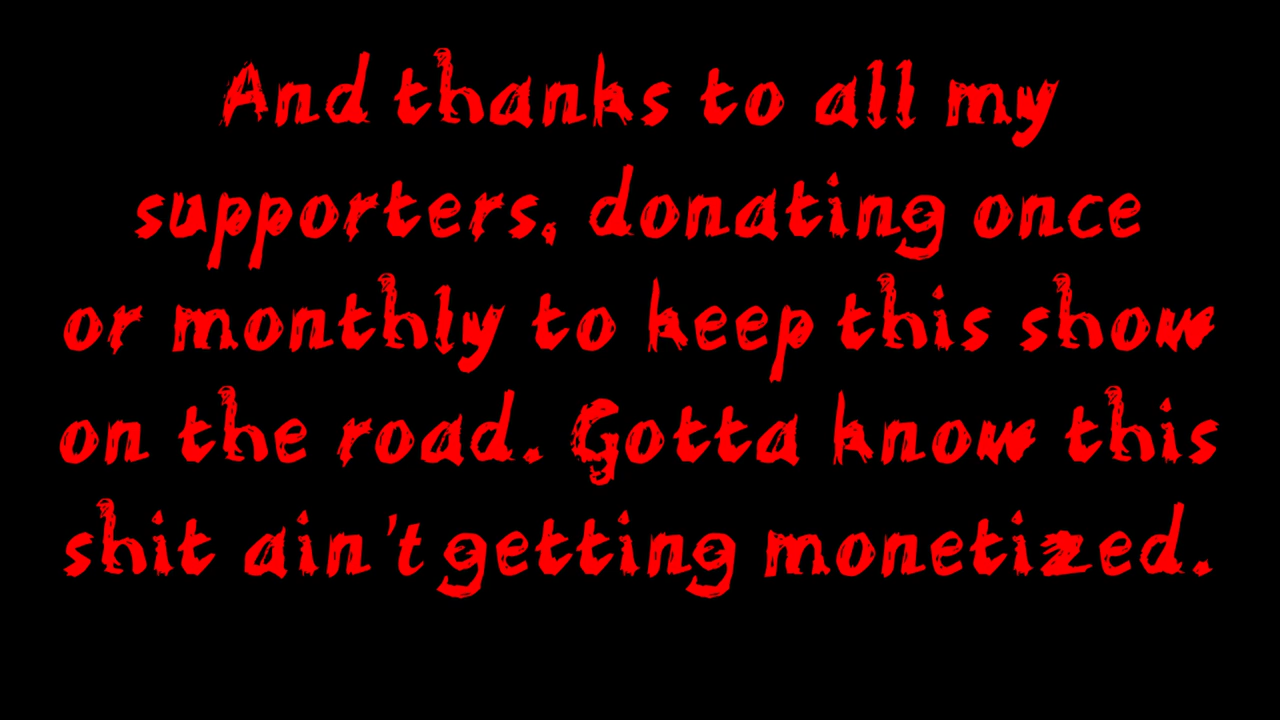 And thanks to all my
supporters, donating once
or monthly to keep this show
on the road. Gotta know this
shit ain't getting monetized.